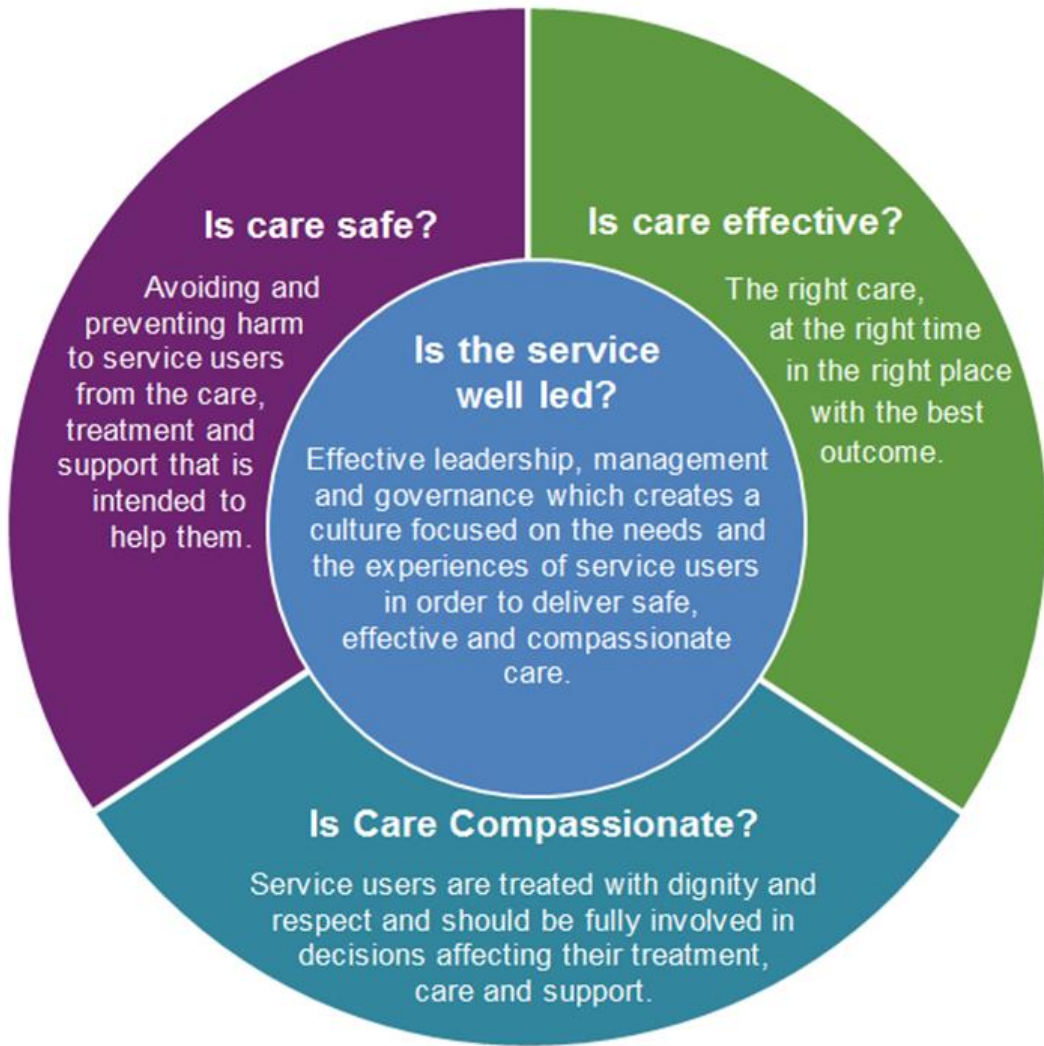 Is care safe?
Avoiding and
preventing harm
to service users
from the care,
treatment and
support that is
intended to
help them.
Is care effective?
The right care,
at the right time
in the right place
with the best
outcome.
Is the service
well led?
Effective leadership, management
and governance which creates a
culture focused on the needs and
the experiences of service users
in order to deliver safe,
effective and compassionate
care.
Is Care Compassionate?
Service users are treated with dignity and
respect and should be fully involved in
decisions affecting their treatment,
care and support.